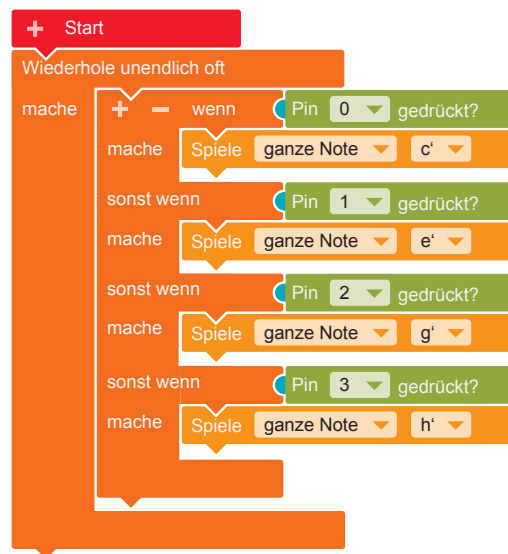 + Start
Wiederhole unendlich oft
mache + − wenn Pin 0 gedrückt?
mache Spiele ganze Note c‘
sonst wenn Pin 1 gedrückt?
mache Spiele ganze Note e‘
sonst wenn Pin 2 gedrückt?
mache Spiele ganze Note g‘
sonst wenn Pin 3 gedrückt?
mache Spiele ganze Note h‘